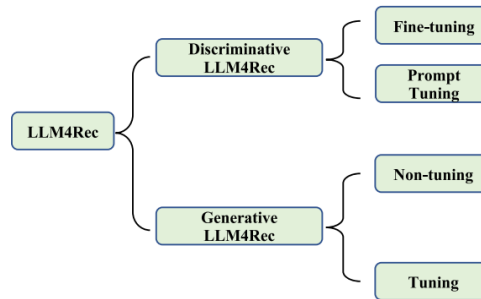 LLM4Rec
Discriminative
LLM4Rec
Fine-tuning
Prompt
Tuning
Generative
LLM4Rec
Non-tuning
Tuning